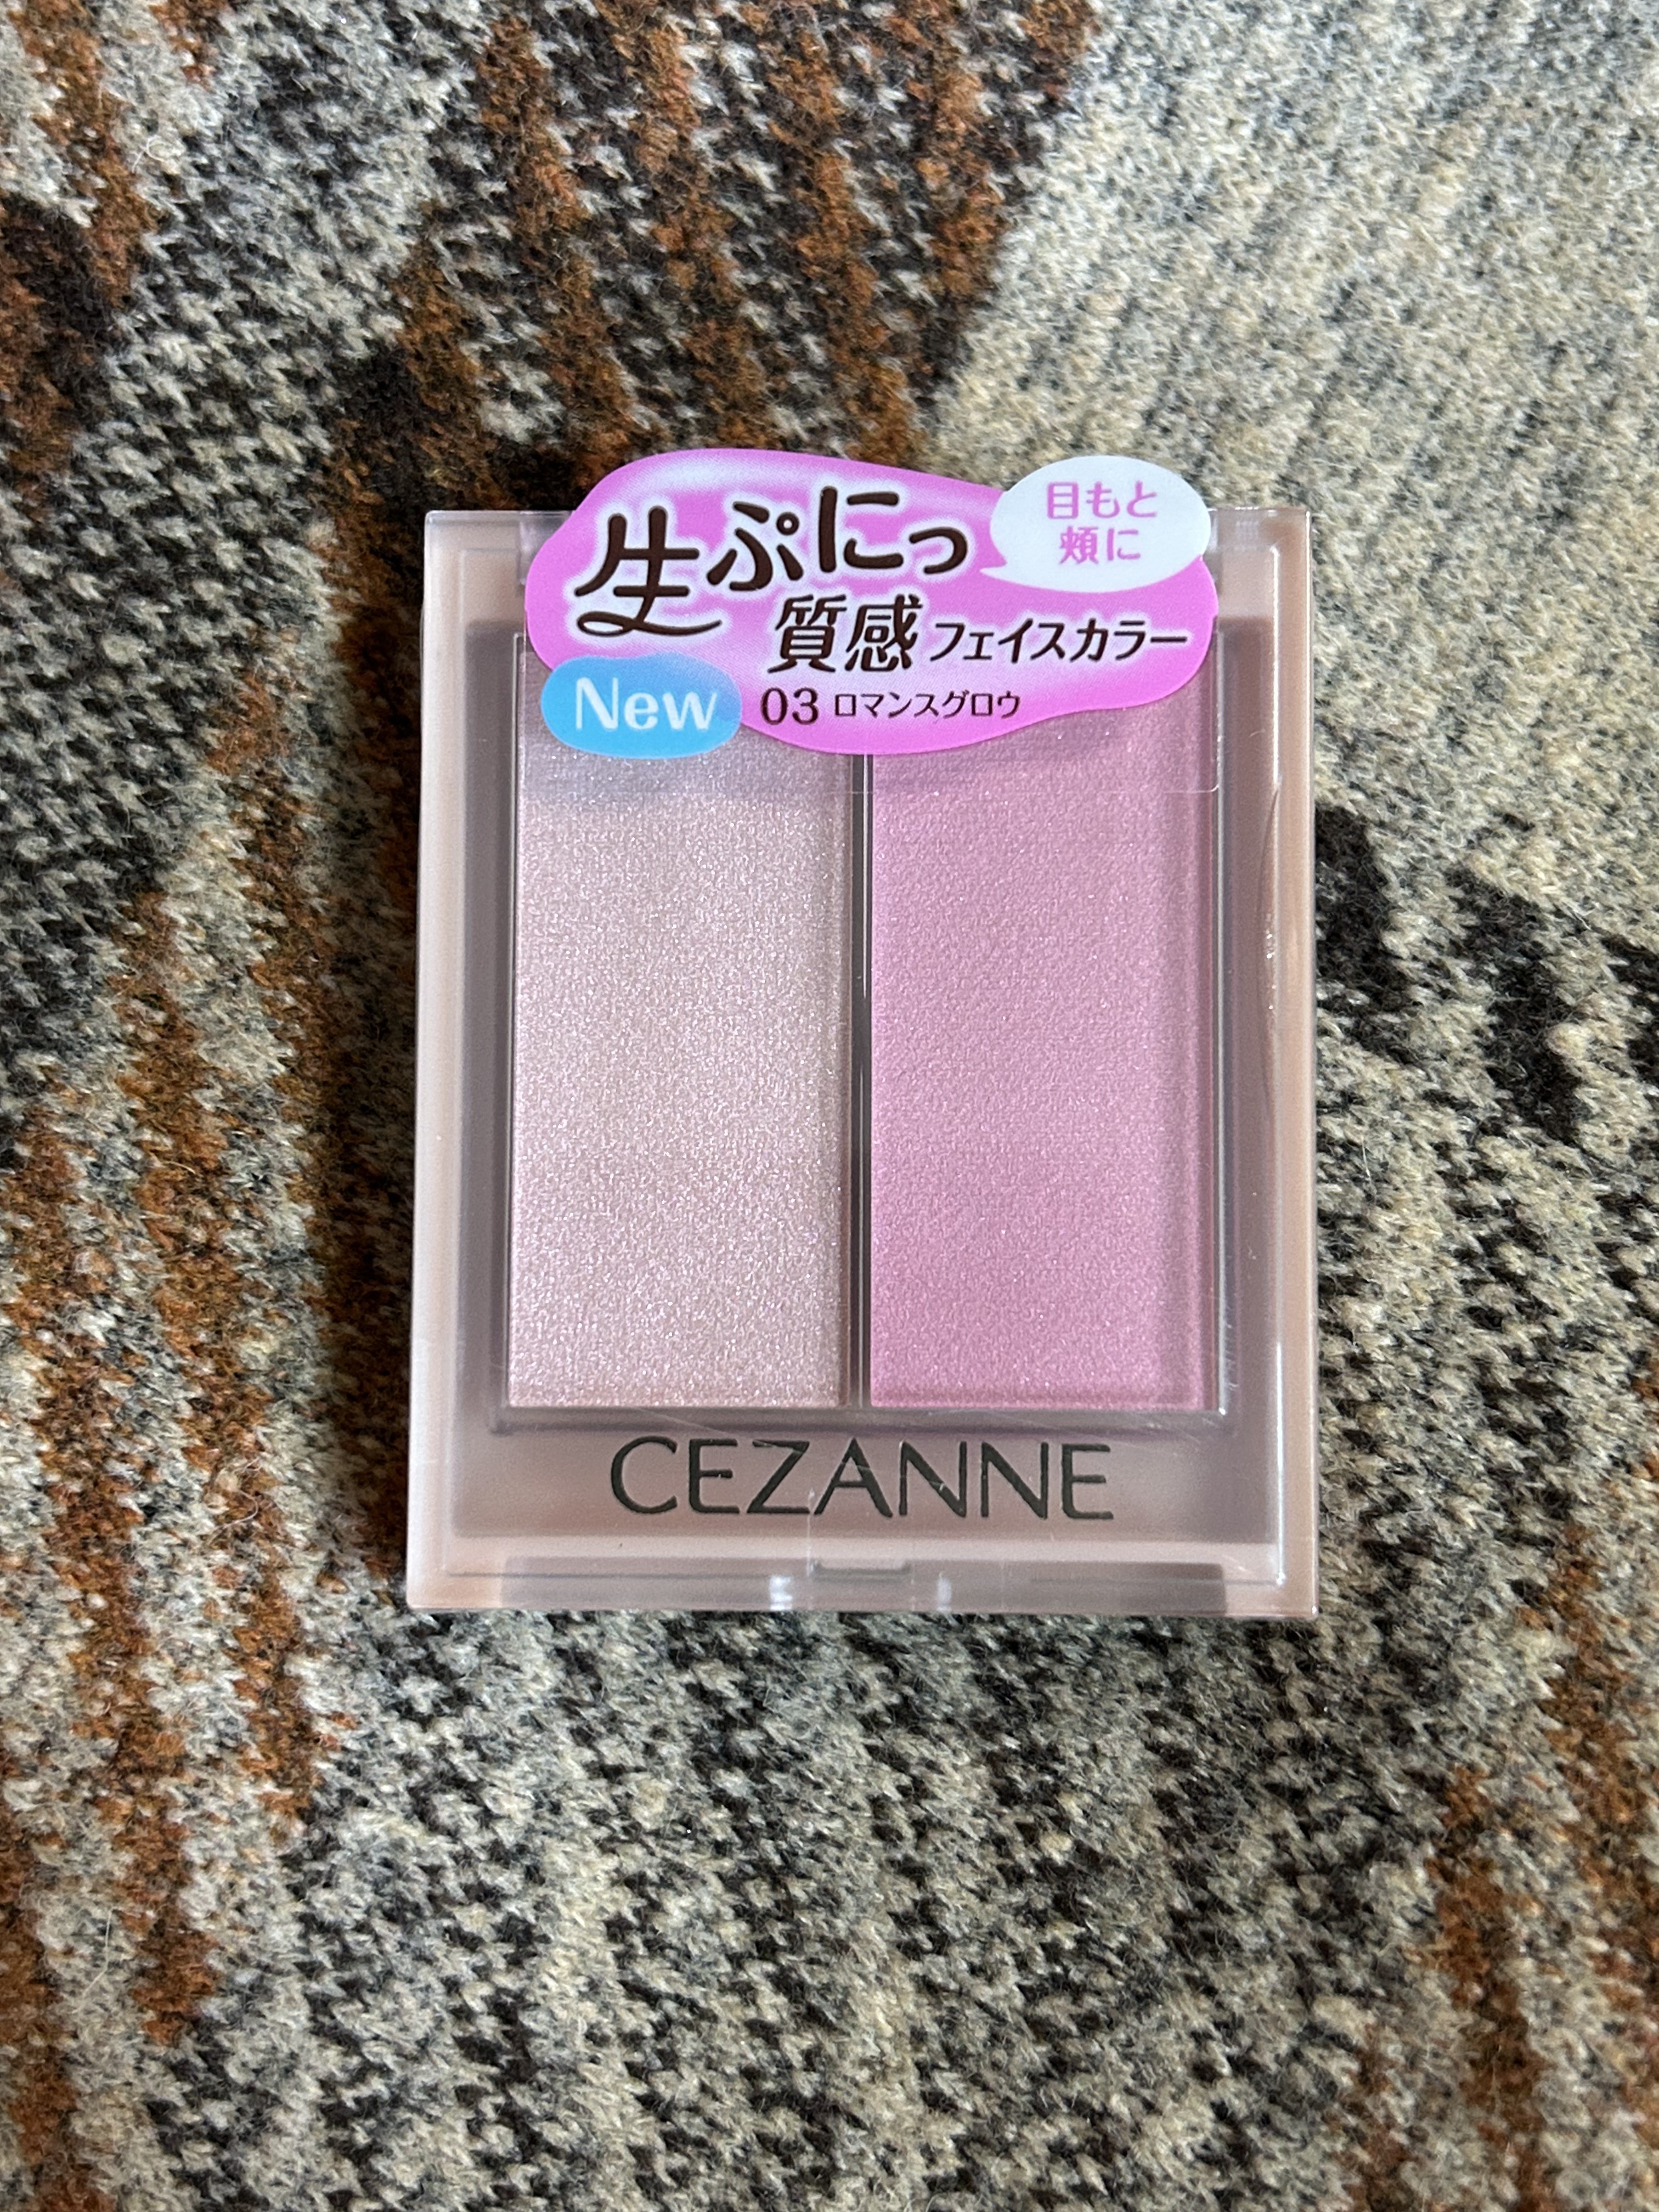 生ぷにっ
質感フェイスカラー
目もと
頬に
New
03 ロマンスグロウ
CEZANNE